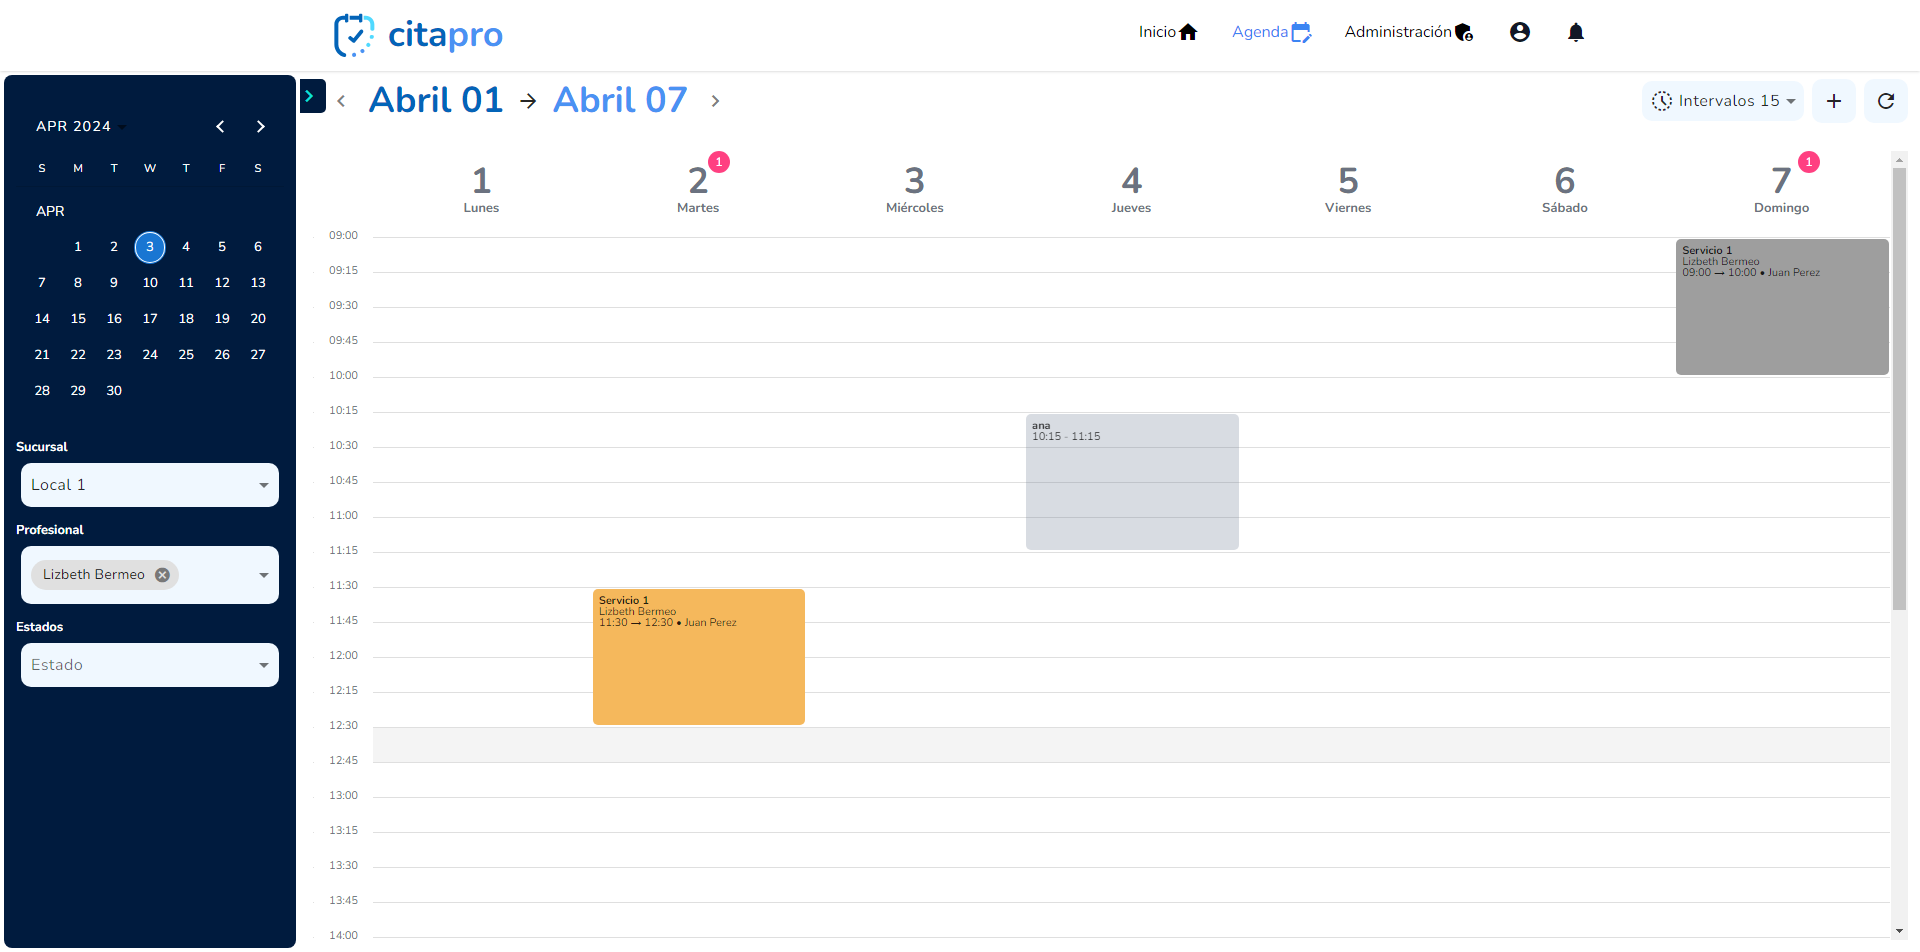 citapro
Inicio
Agenda
Administración
Abril 01 → Abril 07
Intervalos 15
APR 2024
S M T W T F S
APR
1 2 3 4 5 6
7 8 9 10 11 12 13
14 15 16 17 18 19 20
21 22 23 24 25 26 27
28 29 30
Sucursal
Local 1
Profesional
Lizbeth Bermeo
Estados
Estado
1
Lunes
2
1
Martes
3
Miércoles
4
Jueves
5
Viernes
6
Sábado
7
1
Domingo
09:00
09:15
09:30
09:45
10:00
10:15
10:30
10:45
11:00
11:15
11:30
11:45
12:00
12:15
12:30
12:45
13:00
13:15
13:30
13:45
14:00
Servicio 1
Lizbeth Bermeo
11:30 → 12:30 • Juan Perez
ana
10:15 - 11:15
Servicio 1
Lizbeth Bermeo
09:00 → 10:00 • Juan Perez